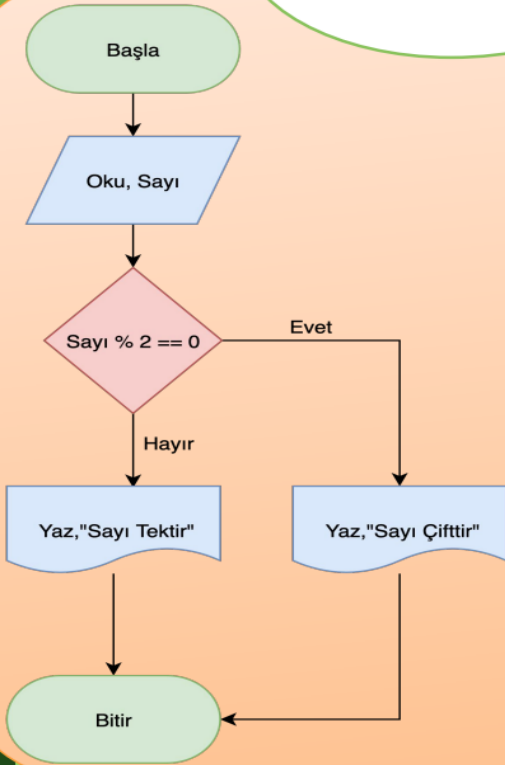 Başla
Oku, Sayı
Sayı % 2 == 0
Evet
Hayır
Yaz,"Sayı Tektir"
Yaz,"Sayı Çifttir"
Bitir